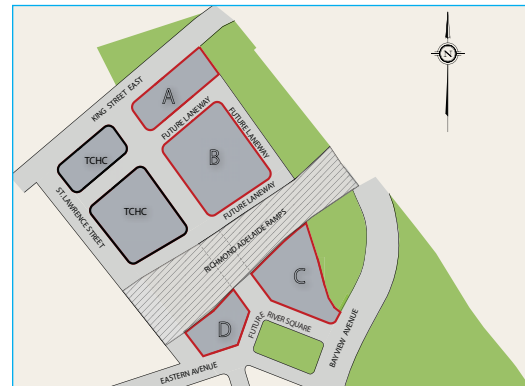 KING STREET EAST
A
FUTURE LANEWAY
FUTURE LANEWAY
TCHC
B
TCHC
ST. LAWRENCE STREET
FUTURE LANEWAY
RICHMOND ADELAIDE RAMPS
C
D
FUTURE RIVER SQUARE
BAYVIEW AVENUE
EASTERN AVENUE
N